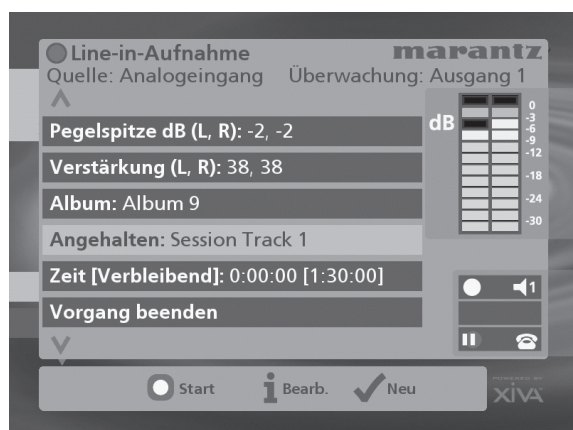 Line-in-Aufnahme
marantz
Quelle: Analogeingang Überwachung: Ausgang 1
Pegelspitze dB (L, R): -2, -2
Verstärkung (L, R): 38, 38
Album: Album 9
Angehalten: Session Track 1
Zeit [Verbleibend]: 0:00:00 [1:30:00]
Vorgang beenden
dB
0
-3
-6
-9
-12
-18
-24
-30
1
Start
i Bearb.
Neu
POWERED BY
XiVA